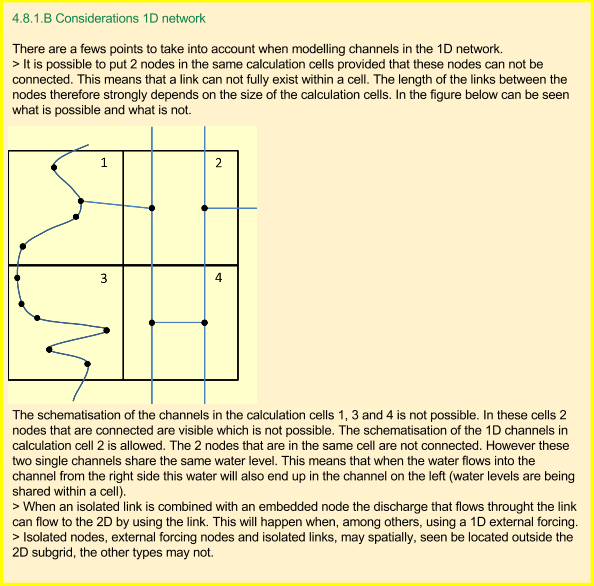 4.8.1.B Considerations 1D network
There are a fews points to take into account when modelling channels in the 1D network.
> It is possible to put 2 nodes in the same calculation cells provided that these nodes can not be
connected. This means that a link can not fully exist within a cell. The length of the links between the
nodes therefore strongly depends on the size of the calculation cells. In the figure below can be seen
what is possible and what is not.
1
2
3
4
The schematisation of the channels in the calculation cells 1, 3 and 4 is not possible. In these cells 2
nodes that are connected are visible which is not possible. The schematisation of the 1D channels in
calculation cell 2 is allowed. The 2 nodes that are in the same cell are not connected. However these
two single channels share the same water level. This means that when the water flows into the
channel from the right side this water will also end up in the channel on the left (water levels are being
shared within a cell).
> When an isolated link is combined with an embedded node the discharge that flows throught the link
can flow to the 2D by using the link. This will happen when, among others, using a 1D external forcing.
> Isolated nodes, external forcing nodes and isolated links, may spatially, seen be located outside the
2D subgrid, the other types may not.